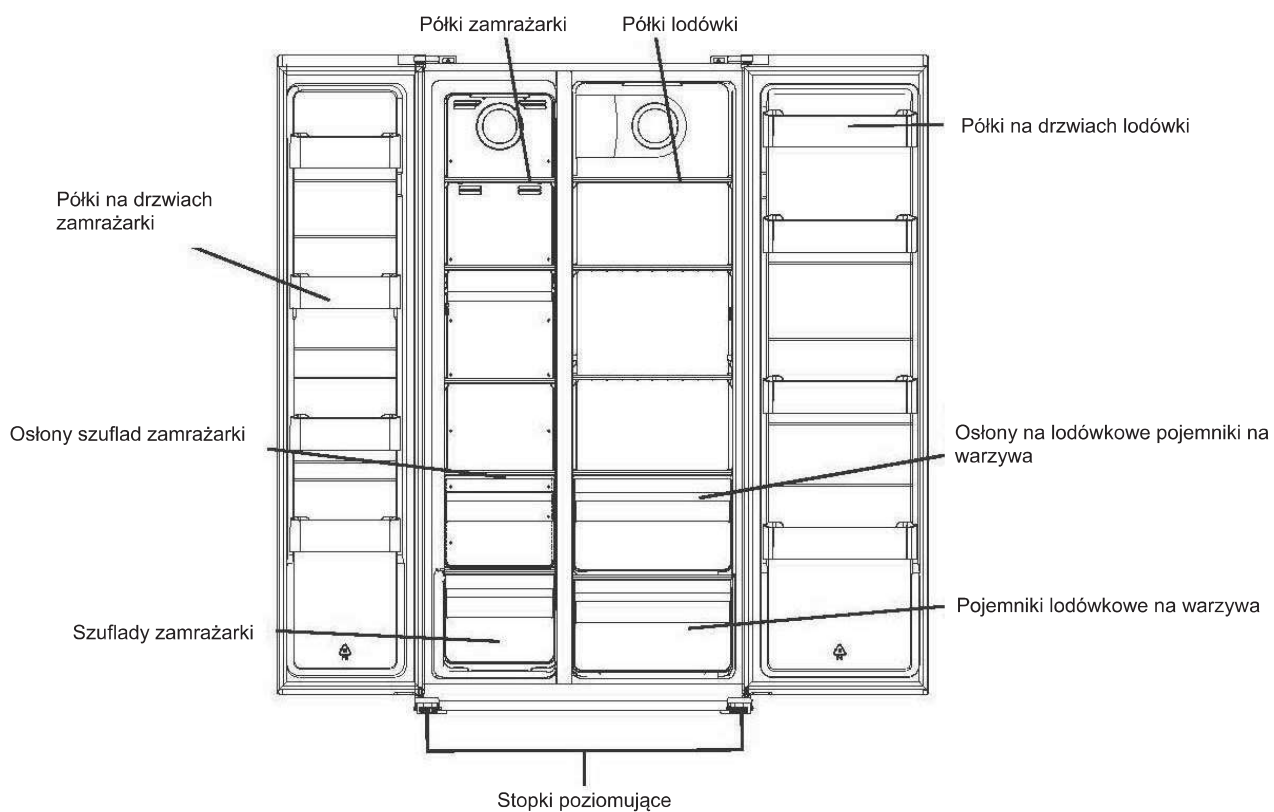 Półki zamrażarki
Półki lodówki
Półki na drzwiach lodówki
Półki na drzwiach
zamrażarki
Osłony szuflad zamrażarki
Osłony na lodówkowe pojemniki na
warzywa
Pojemniki lodówkowe na warzywa
Szuflady zamrażarki
Stopki poziomujące